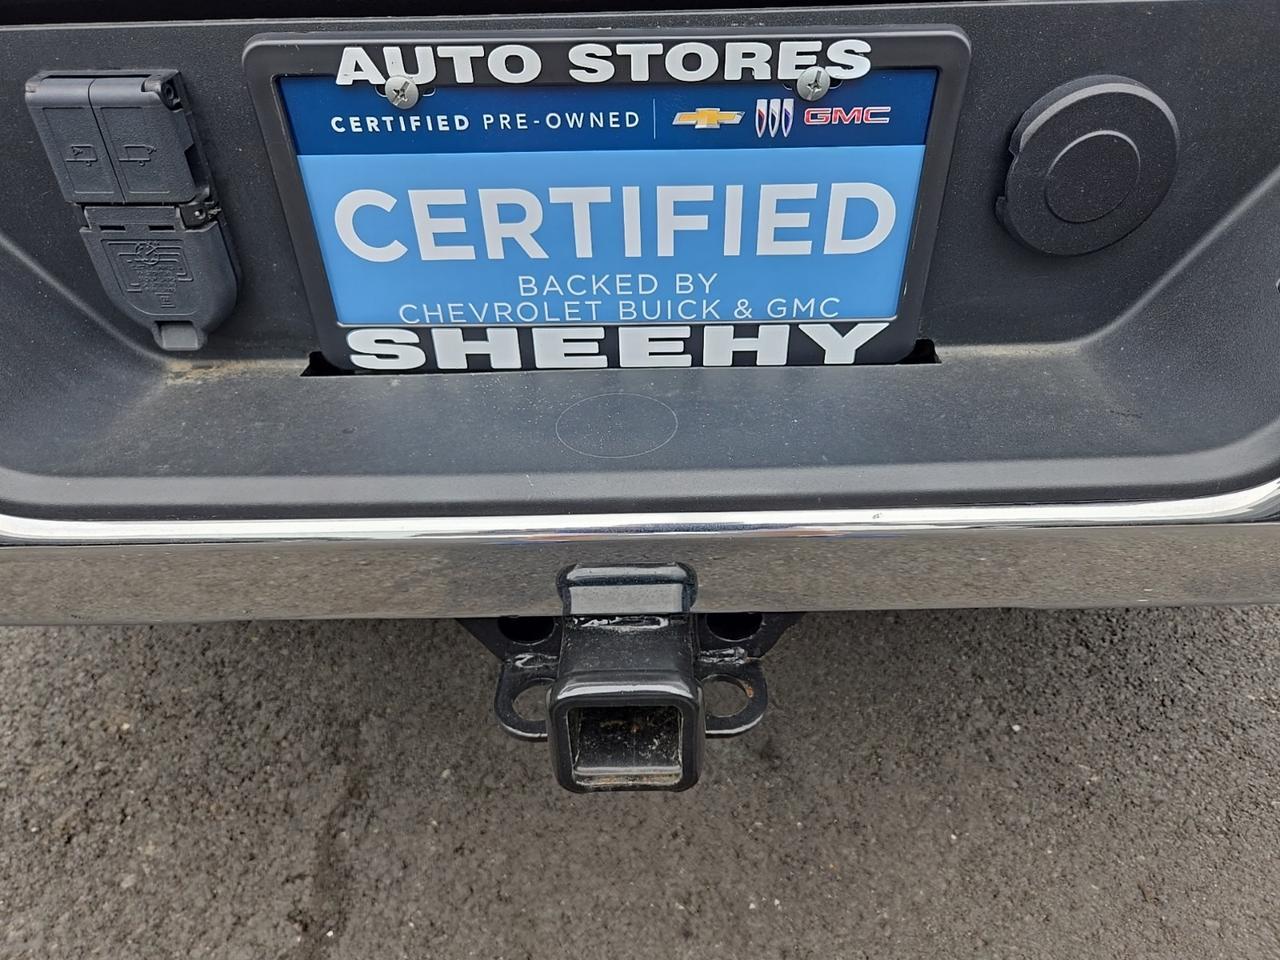 AUTO STORES
CERTIFIED PRE-OWNED GMC
CERTIFIED
BACKED BY
CHEVROLET BUICK & GMC
SHEEHY